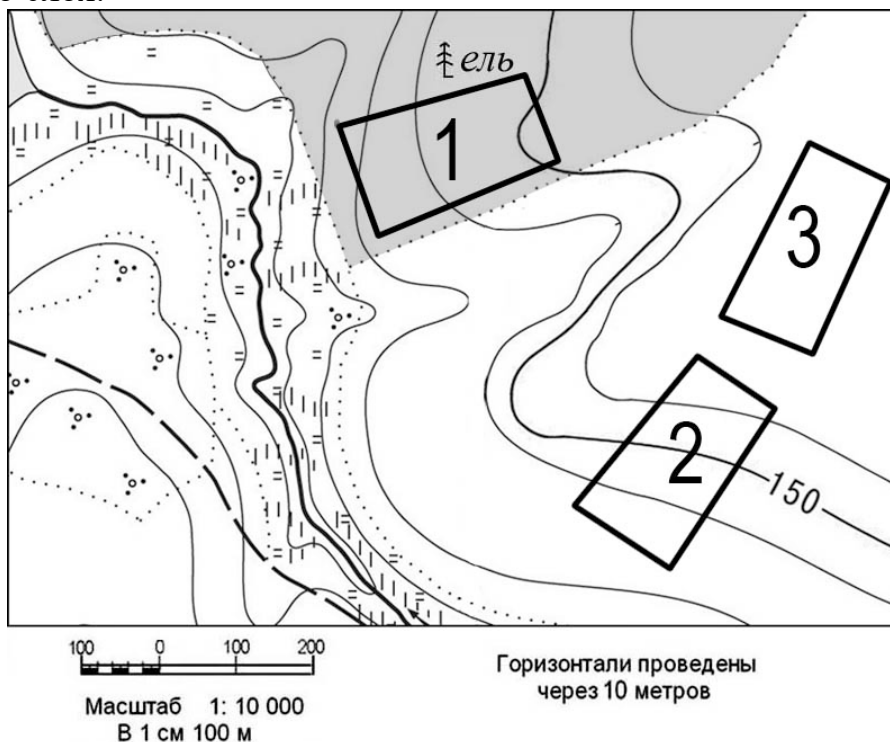 ель
1
3
2
150
100 0 100 200
Масштаб 1: 10 000
В 1 см 100 м
Горизонтали проведены
через 10 метров